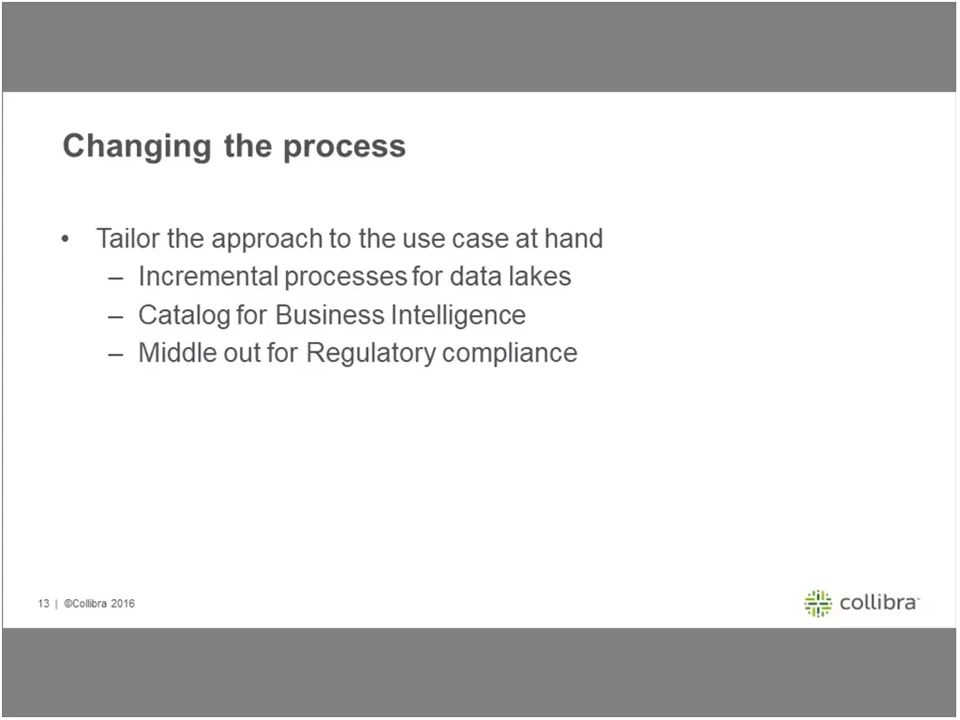 Changing the process
• Tailor the approach to the use case at hand
– Incremental processes for data lakes
– Catalog for Business Intelligence
– Middle out for Regulatory compliance
13 | ©Collibra 2016
collibra™